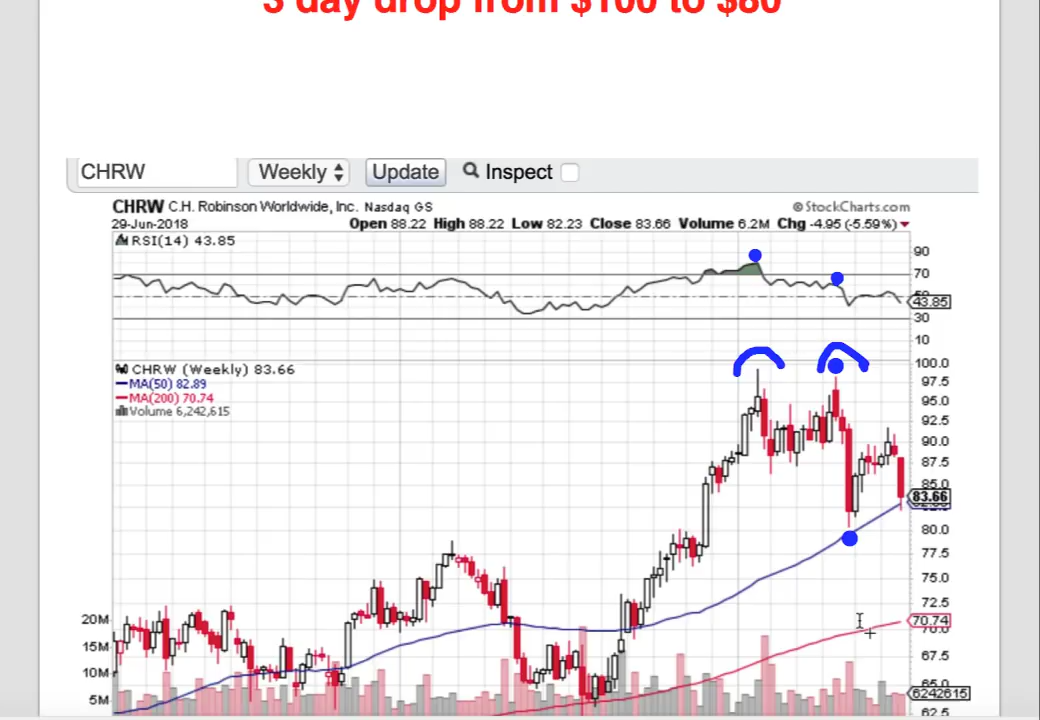 3 day drop from $100 to $80
CHRW Weekly Update Inspect
CHRW C.H. Robinson Worldwide, Inc. Nasdaq GS ©StockCharts.com
29-Jun-2018 Open 88.22 High 88.22 Low 82.23 Close 83.66 Volume 6.2M Chg -4.95 (-5.59%)
RSI(14) 43.85
90
70
50
43.85
30
10
CHRW (Weekly) 83.66
MA(50) 82.89
MA(200) 70.74
Volume 6,242,615
100.0
97.5
95.0
92.5
90.0
87.5
85.0
83.66
80.0
77.5
75.0
72.5
70.74
70.0
67.5
65.0
6242615
62.5
20M
15M
10M
5M